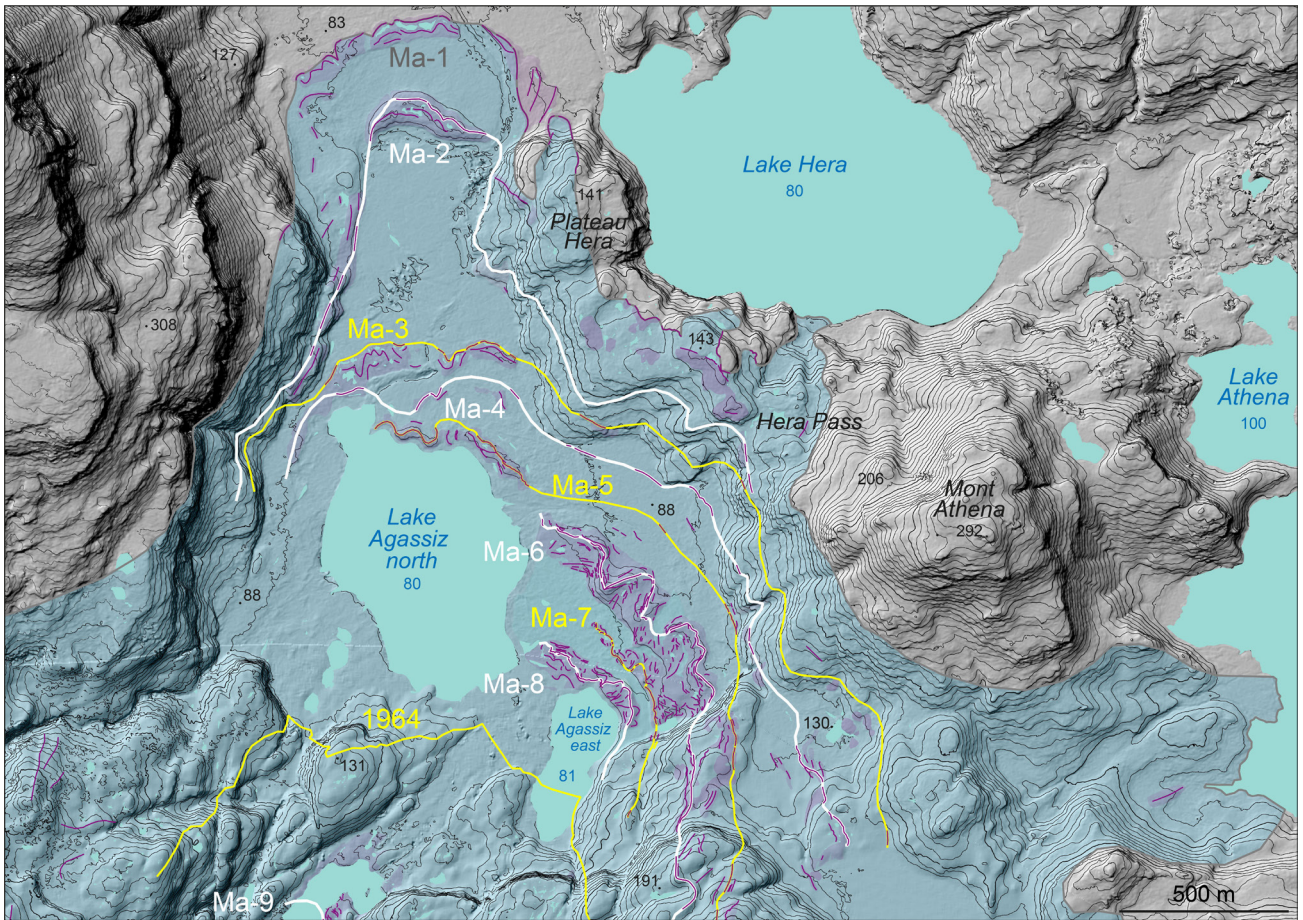 83
127
Ma-1
Ma-2
Lake Hera
80
141
Plateau
Hera
308
Ma-3
143
Lake
Athena
100
Ma-4
Hera Pass
206
Mont
Athena
292
Ma-5
88
Lake
Agassiz
north
80
Ma-6
88
Ma-7
Ma-8
1964
Lake
Agassiz
east
81
130
131
191
500 m
Ma-9